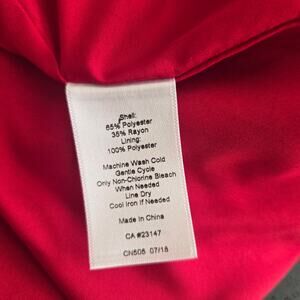 Shell:
65% Polyester
35% Rayon
Lining:
100% Polyester
Machine Wash Cold
Gentle Cycle
Only Non-Chlorine Bleach
When Needed
Line Dry
Cool Iron If Needed
Made In China
CA #23147
CN505 07/18